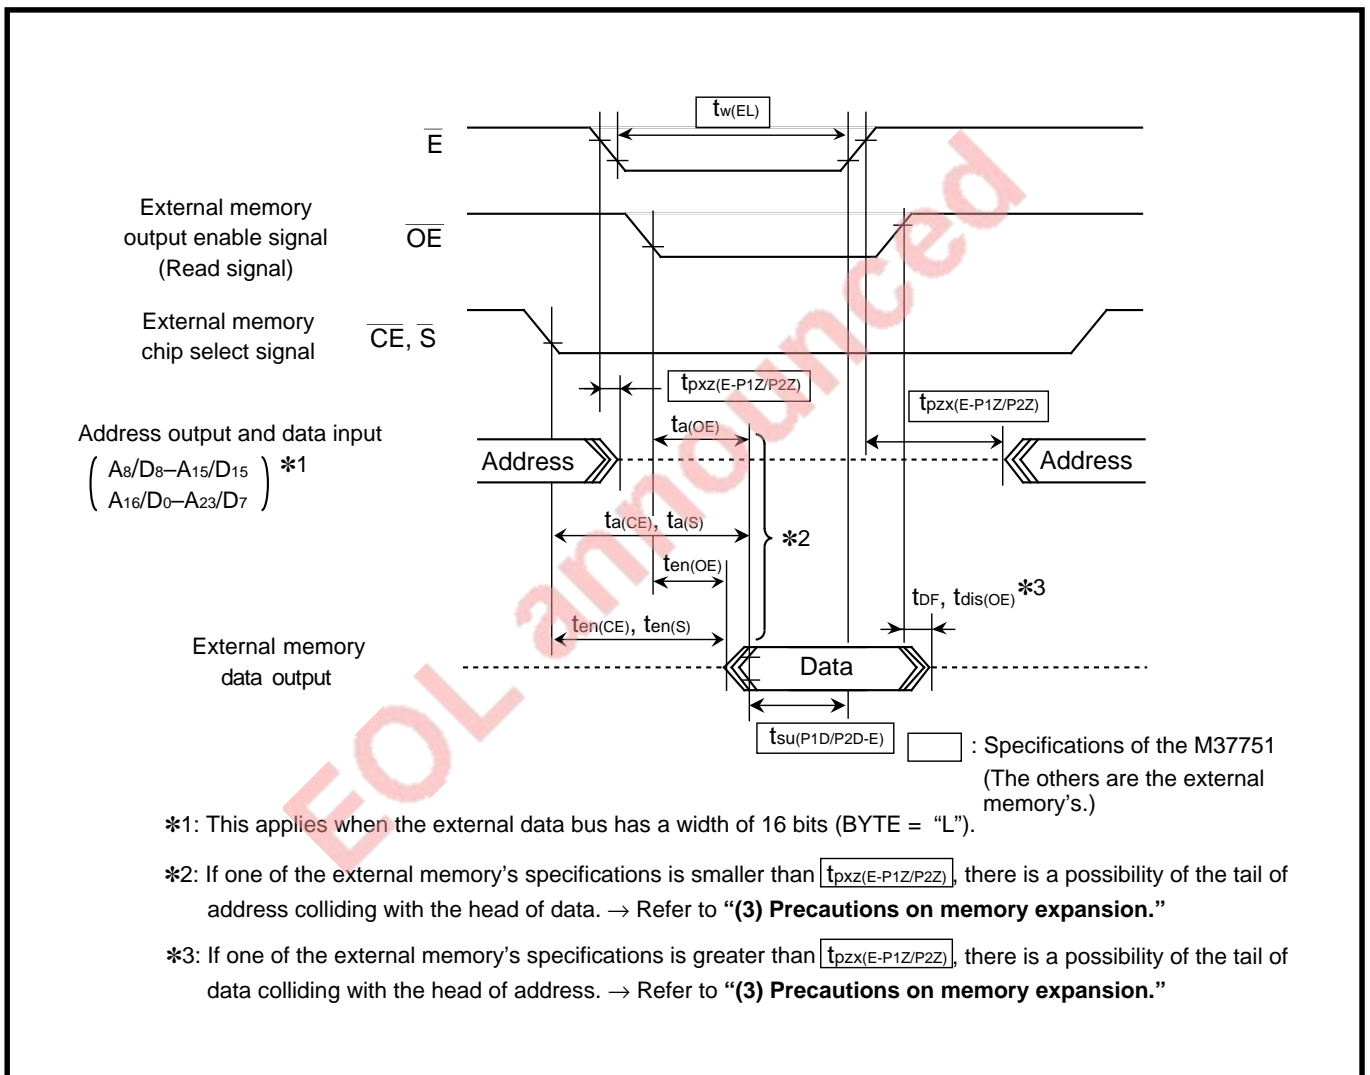 tw(EL)
E
External memory
output enable signal
(Read signal)
OE
External memory
chip select signal
CE, S
tpxz(E-P1Z/P2Z)
tpzx(E-P1Z/P2Z)
ta(OE)
Address output and data input
A8/D8–A15/D15
A16/D0–A23/D7
✻1
Address
Address
ta(CE), ta(S)
✻2
ten(OE)
tDF, tdis(OE)✻3
ten(CE), ten(S)
External memory
data output
Data
tsu(P1D/P2D-E)
: Specifications of the M37751
(The others are the external
memory's.)
✻1: This applies when the external data bus has a width of 16 bits (BYTE = “L”).
✻2: If one of the external memory’s specifications is smaller than tpxz(E-P1Z/P2Z), there is a possibility of the tail of
address colliding with the head of data. → Refer to “(3) Precautions on memory expansion.”
✻3: If one of the external memory’s specifications is greater than tpzx(E-P1Z/P2Z), there is a possibility of the tail of
data colliding with the head of address. → Refer to “(3) Precautions on memory expansion.”
EOL announced